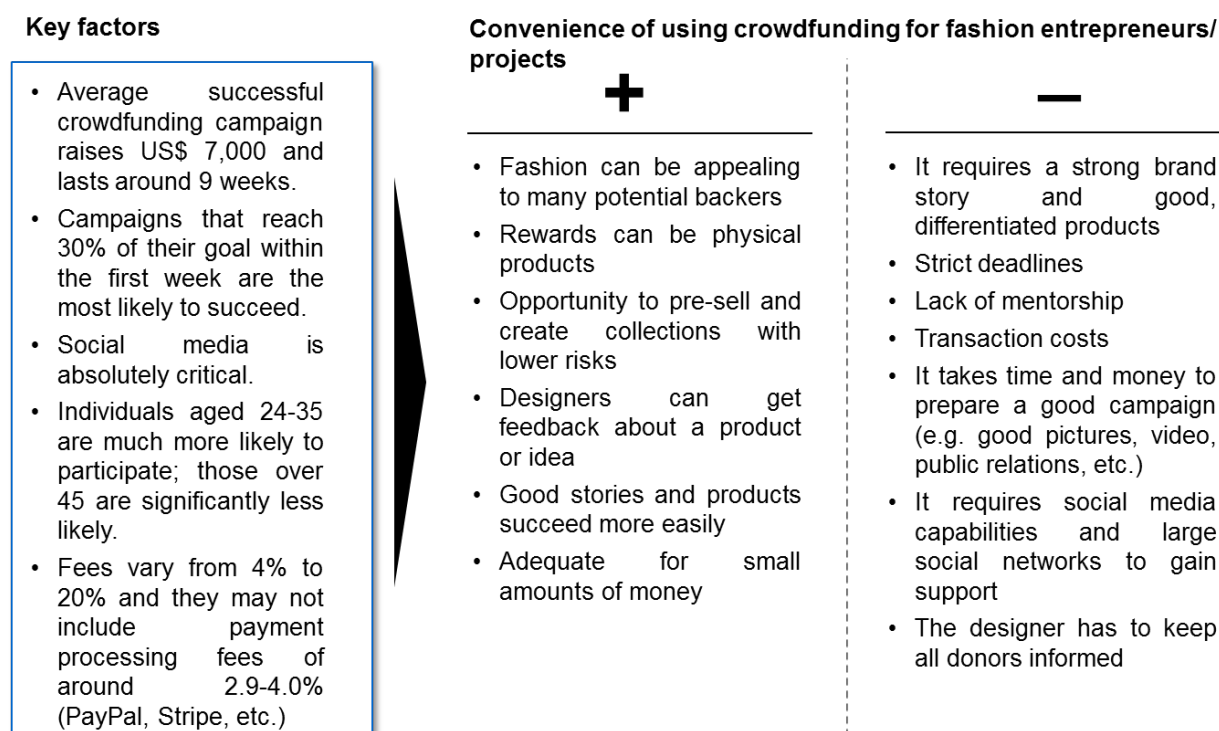 Key factors
• Average successful
crowdfunding campaign
raises US$ 7,000 and
lasts around 9 weeks.
• Campaigns that reach
30% of their goal within
the first week are the
most likely to succeed.
• Social media is
absolutely critical.
• Individuals aged 24-35
are much more likely to
participate; those over
45 are significantly less
likely.
• Fees vary from 4% to
20% and they may not
include payment
processing fees of
around 2.9-4.0%
(PayPal, Stripe, etc.)
Convenience of using crowdfunding for fashion entrepreneurs/
projects
+
• Fashion can be appealing
to many potential backers
• Rewards can be physical
products
• Opportunity to pre-sell and
create collections with
lower risks
• Designers can get
feedback about a product
or idea
• Good stories and products
succeed more easily
• Adequate for small
amounts of money
–
• It requires a strong brand
story and good,
differentiated products
• Strict deadlines
• Lack of mentorship
• Transaction costs
• It takes time and money to
prepare a good campaign
(e.g. good pictures, video,
public relations, etc.)
• It requires social media
capabilities and large
social networks to gain
support
• The designer has to keep
all donors informed